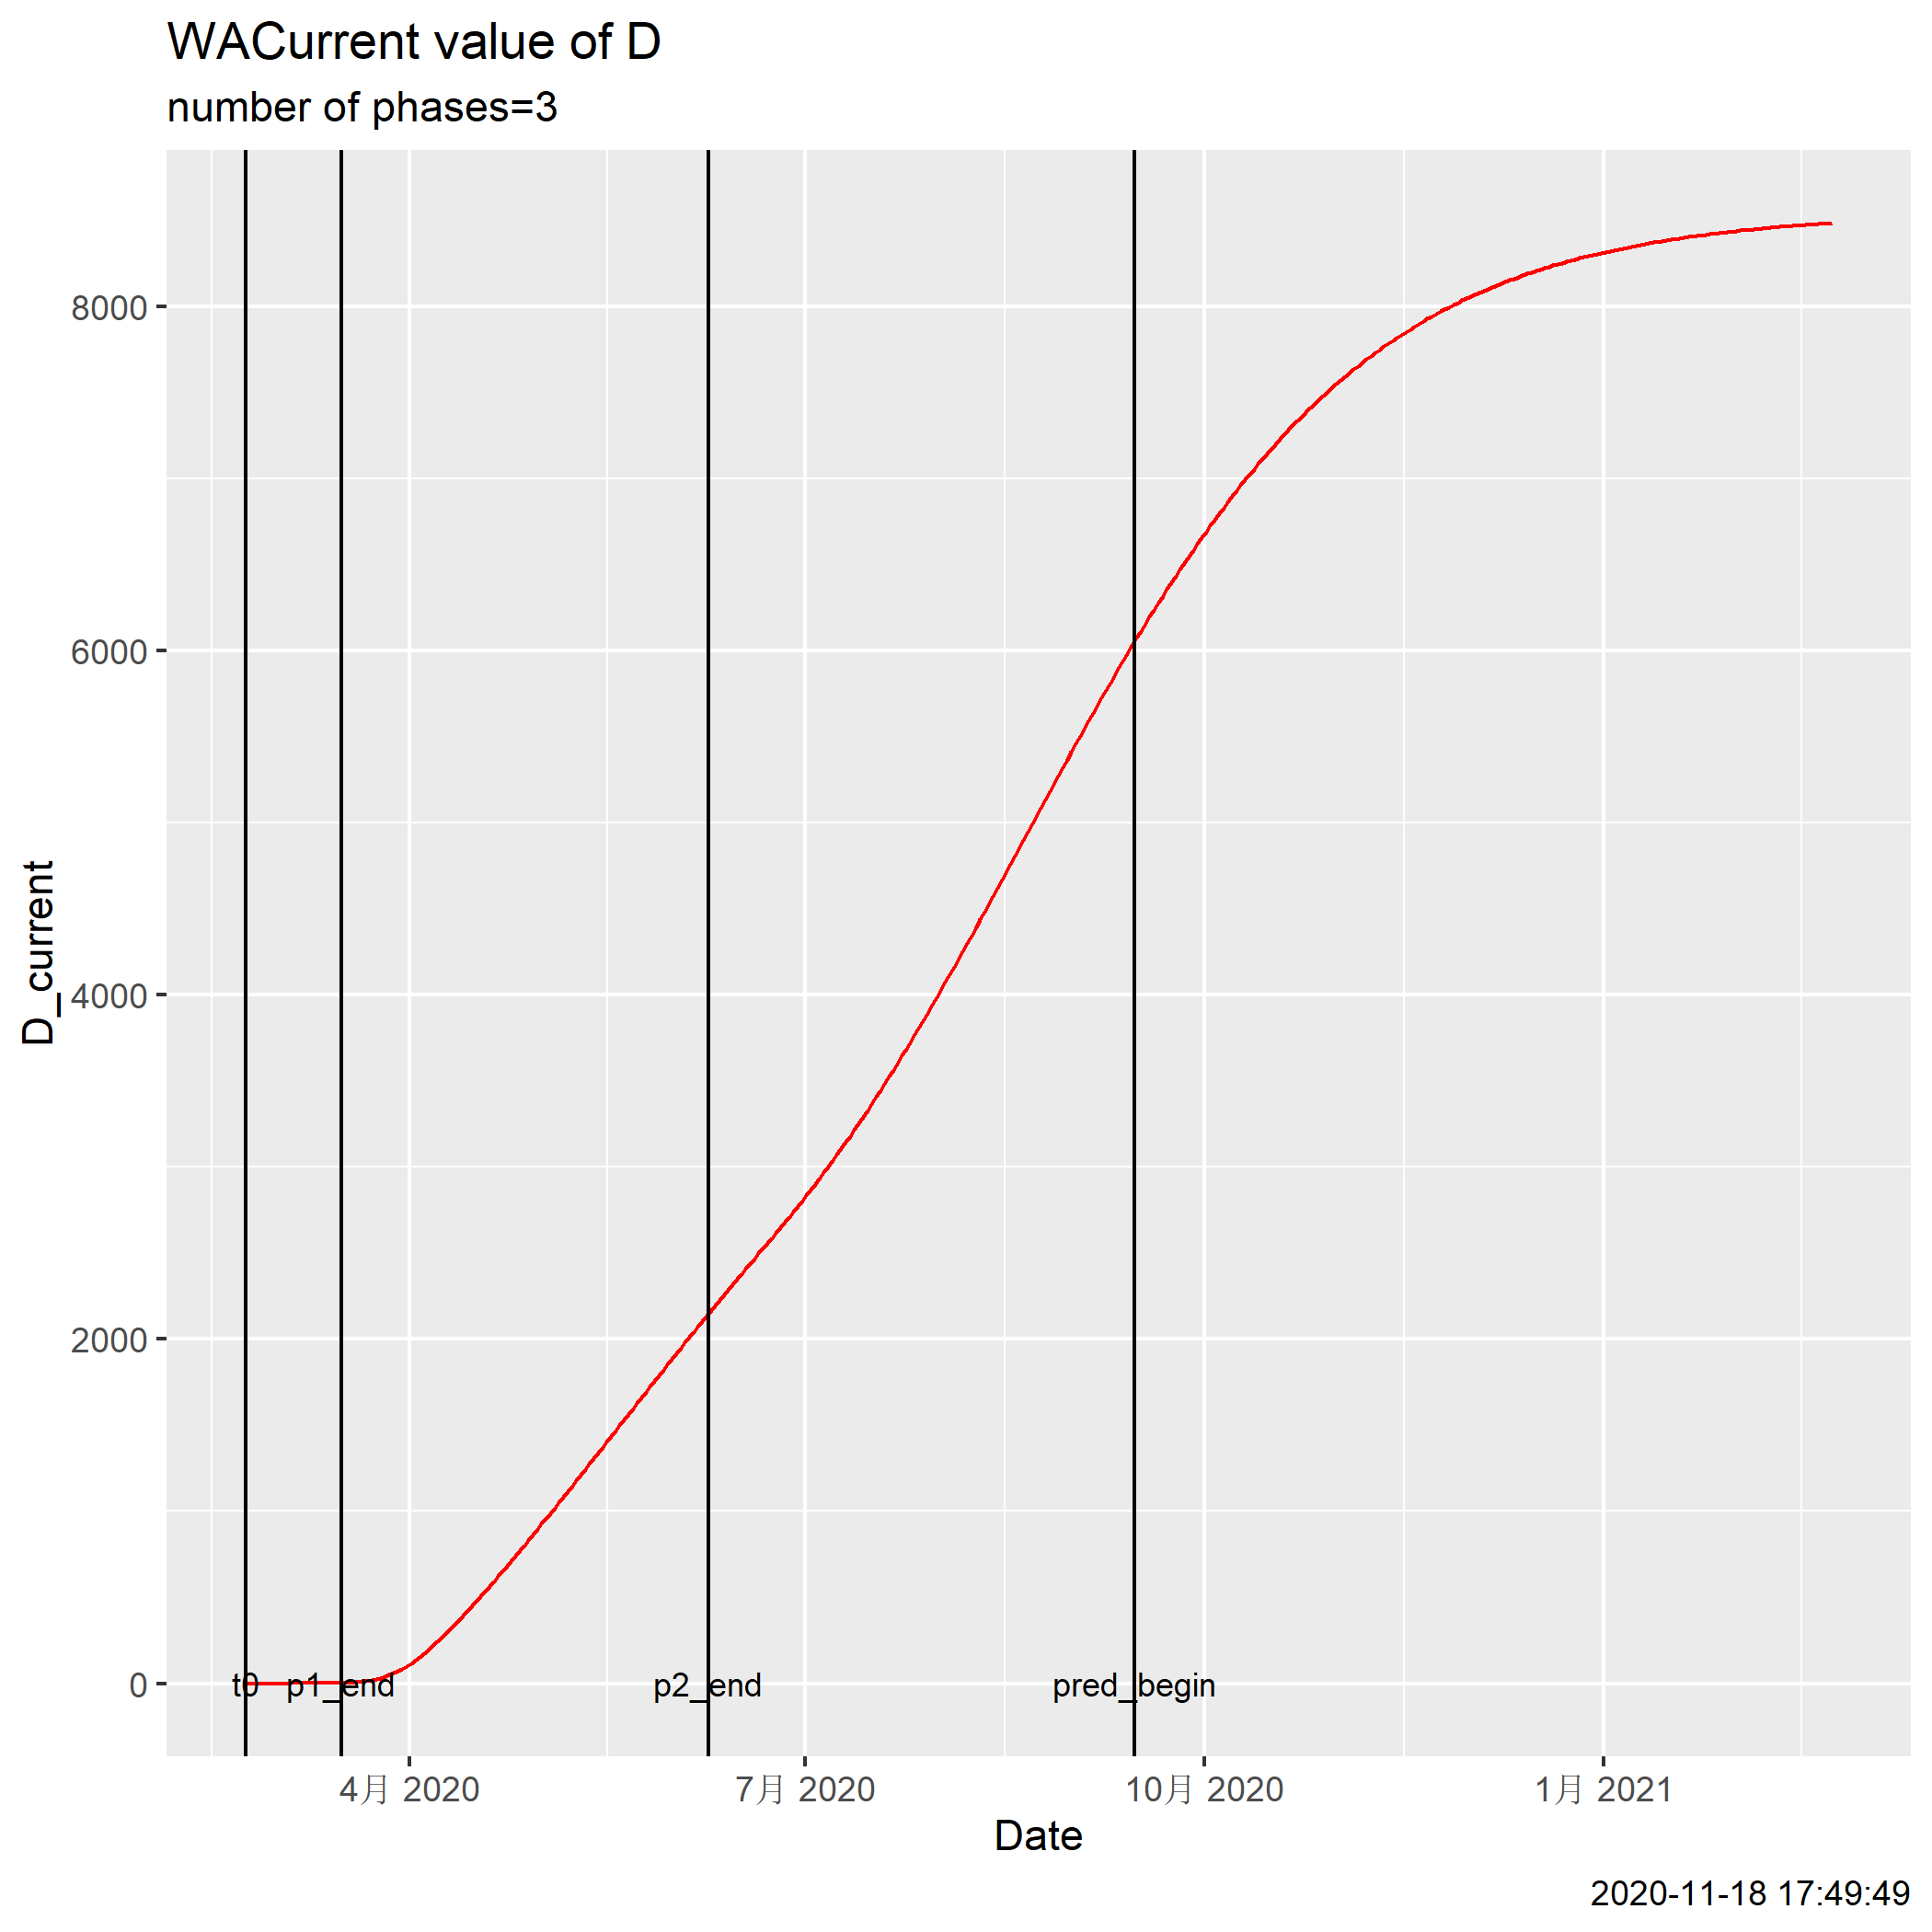 WACurrent value of D
number of phases=3
D_current
8000
6000
4000
2000
0
t0
p1_end
p2_end
pred_begin
4月 2020
7月 2020
10月 2020
1月 2021
Date
2020-11-18 17:49:49